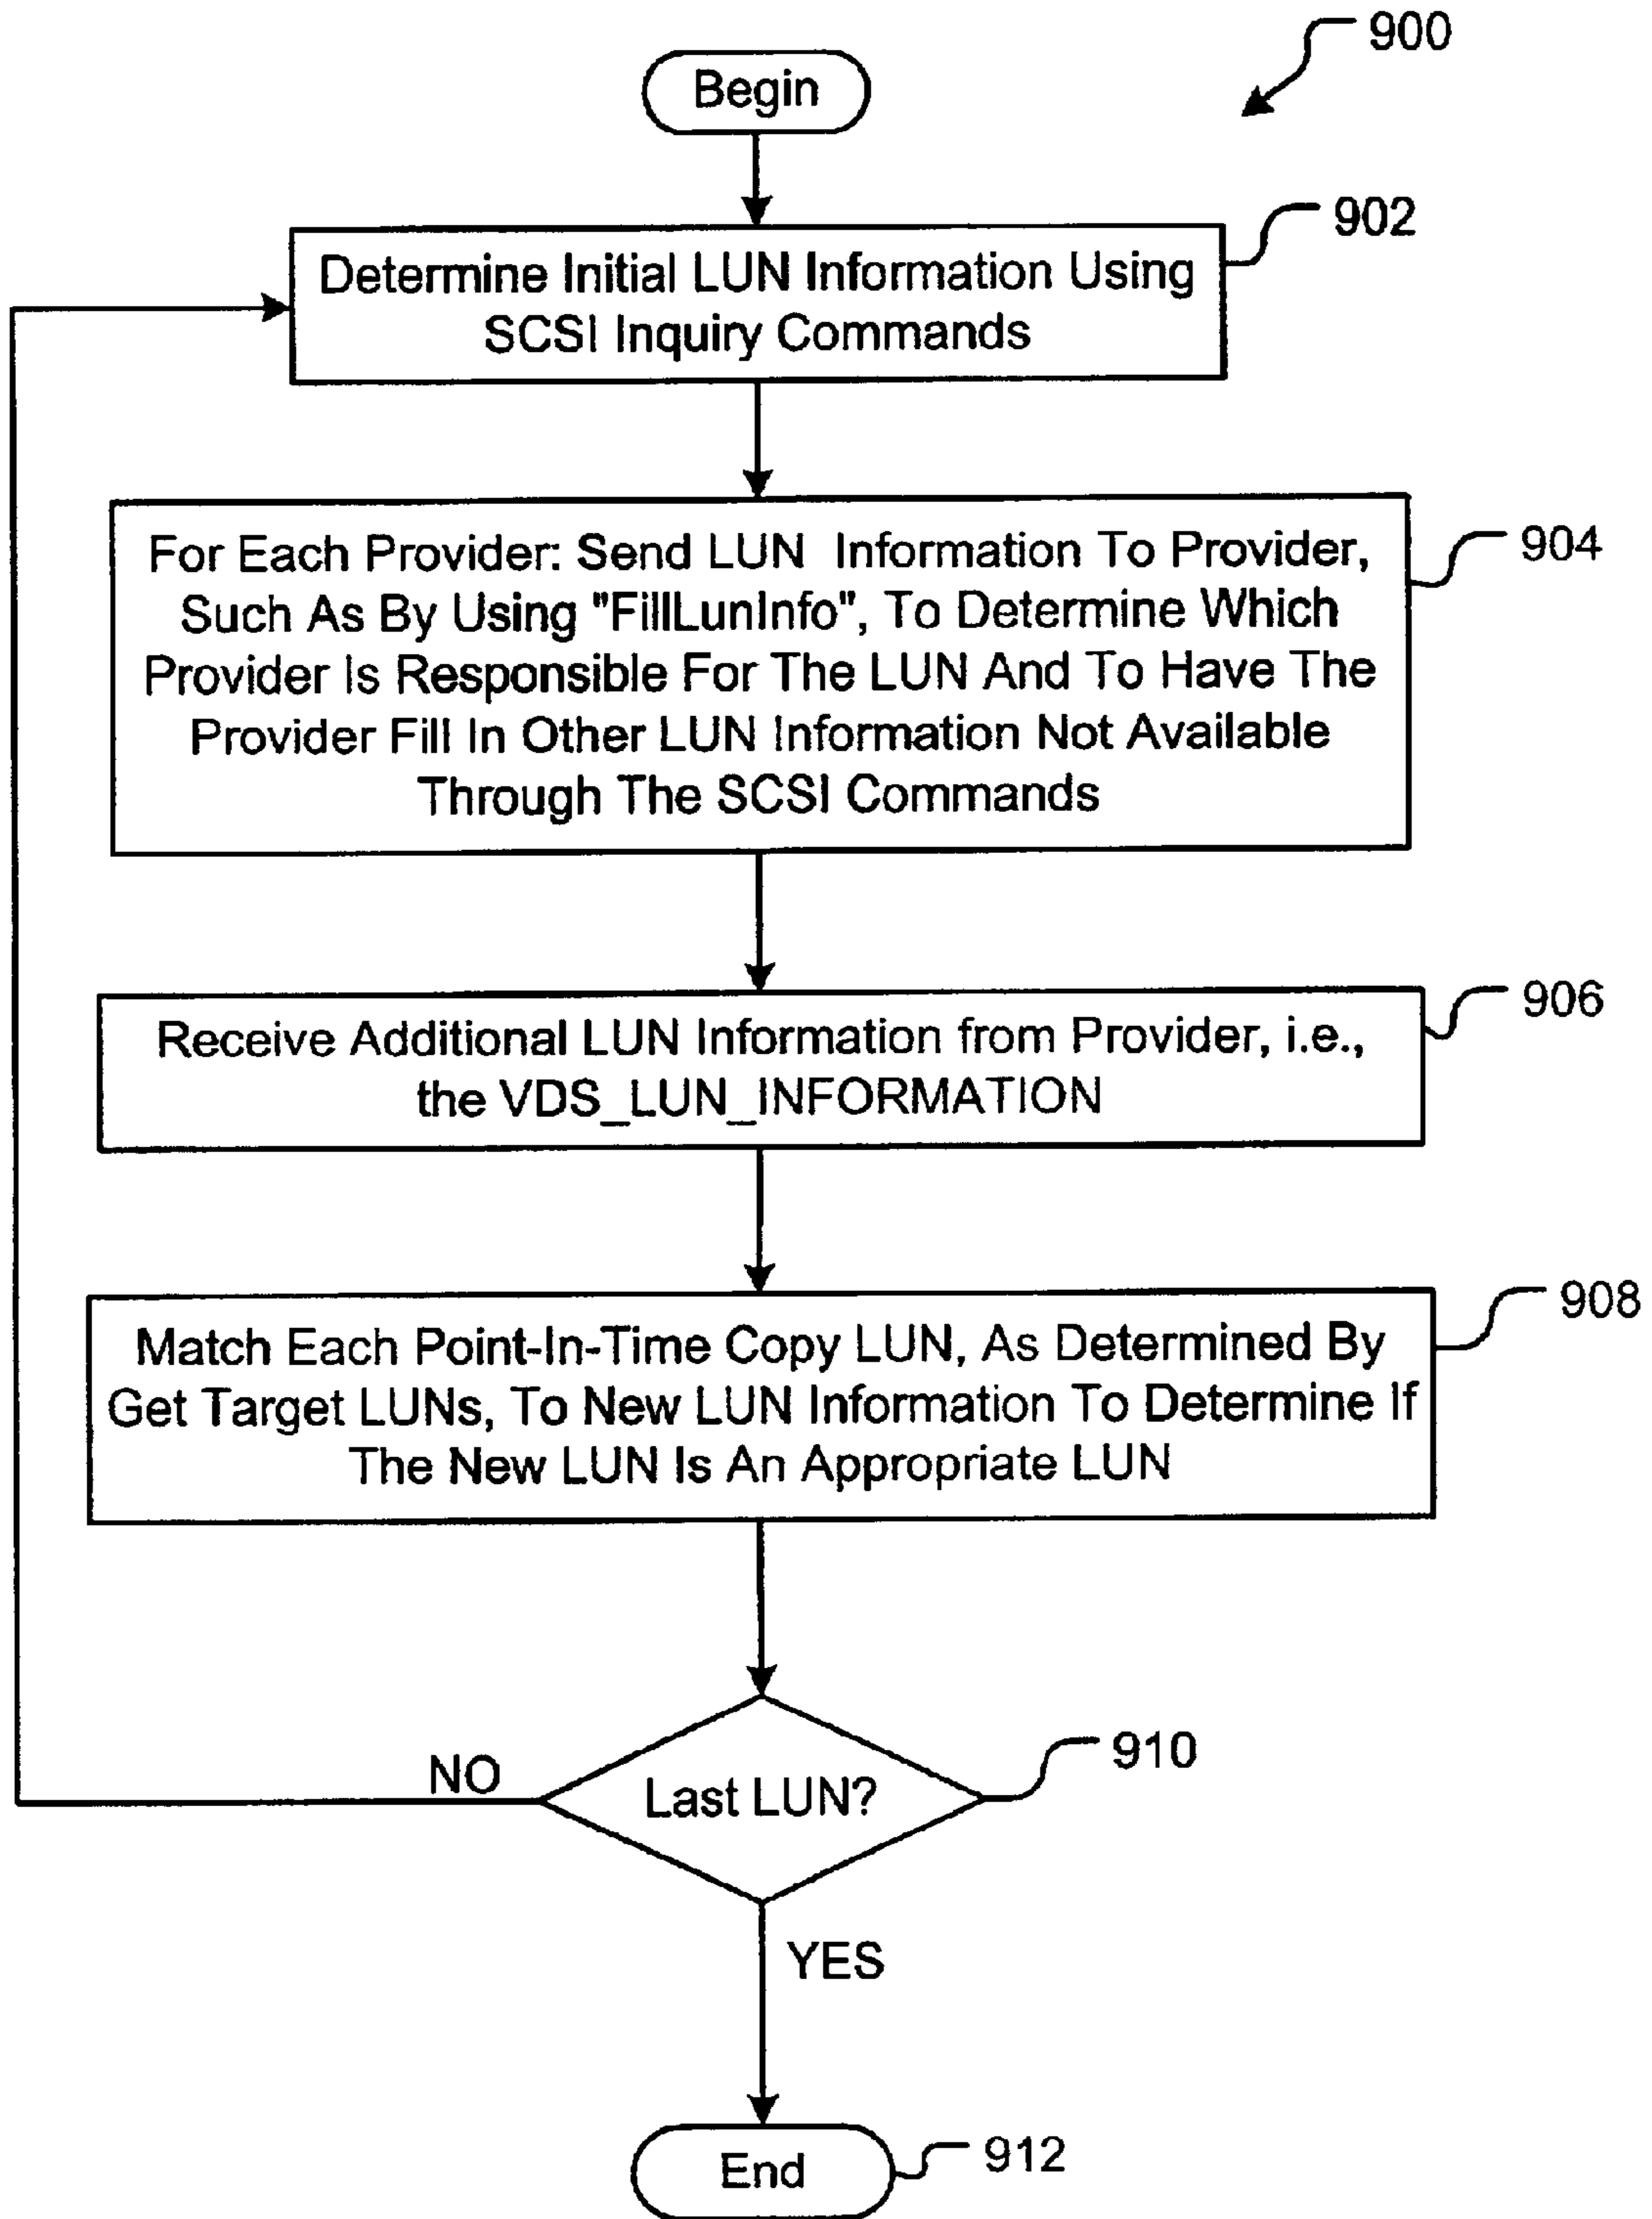 900
Begin
902
Determine Initial LUN Information Using
SCSI Inquiry Commands
904
For Each Provider: Send LUN Information To Provider,
Such As By Using "FillLunInfo", To Determine Which
Provider Is Responsible For The LUN And To Have The
Provider Fill In Other LUN Information Not Available
Through The SCSI Commands
906
Receive Additional LUN Information from Provider, i.e.,
the VDS_LUN_INFORMATION
908
Match Each Point-In-Time Copy LUN, As Determined By
Get Target LUNs, To New LUN Information To Determine If
The New LUN Is An Appropriate LUN
910
NO
Last LUN?
YES
End
912